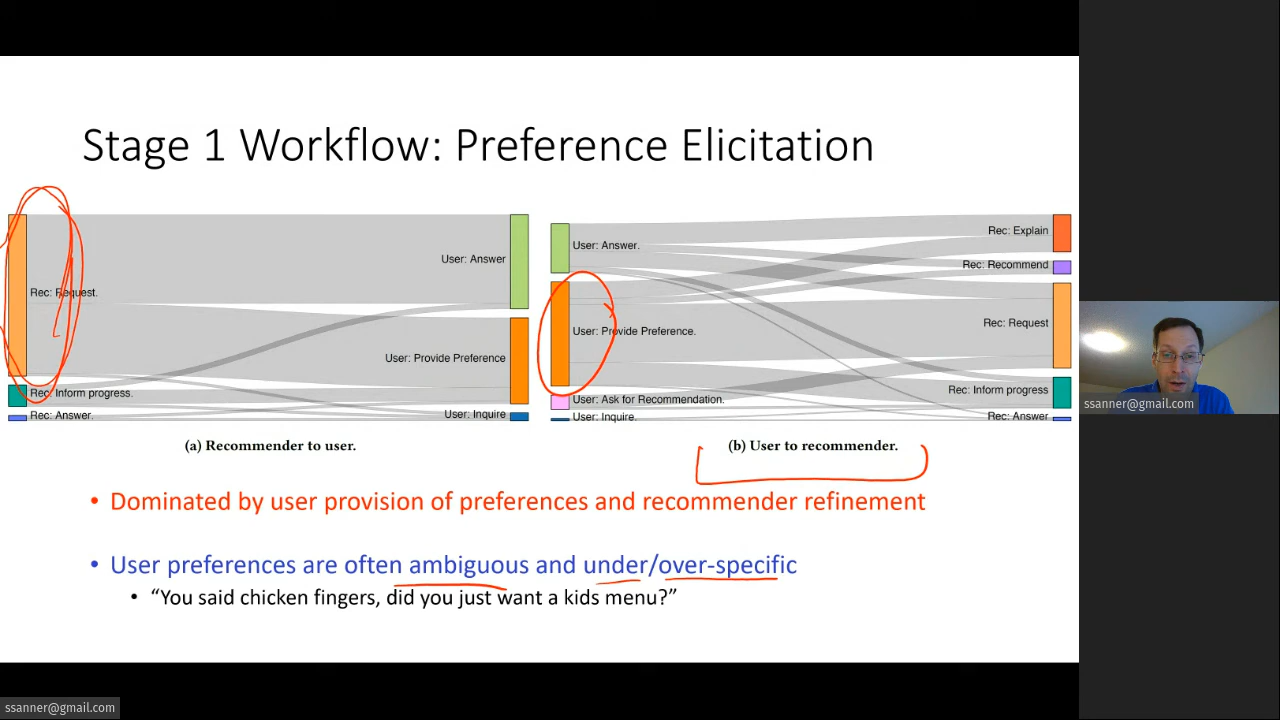 Stage 1 Workflow: Preference Elicitation
Rec: Request.
Rec: Inform progress.
Rec: Answer.
User: Answer
User: Provide Preference
User: Inquire
(a) Recommender to user.
User: Answer.
User: Provide Preference.
User: Ask for Recommendation.
User: Inquire.
Rec: Explain
Rec: Recommend
Rec: Request
Rec: Inform progress
Rec: Answer
(b) User to recommender.
• Dominated by user provision of preferences and recommender refinement
• User preferences are often ambiguous and under/over-specific
• “You said chicken fingers, did you just want a kids menu?”
ssanner@gmail.com
ssanner@gmail.com